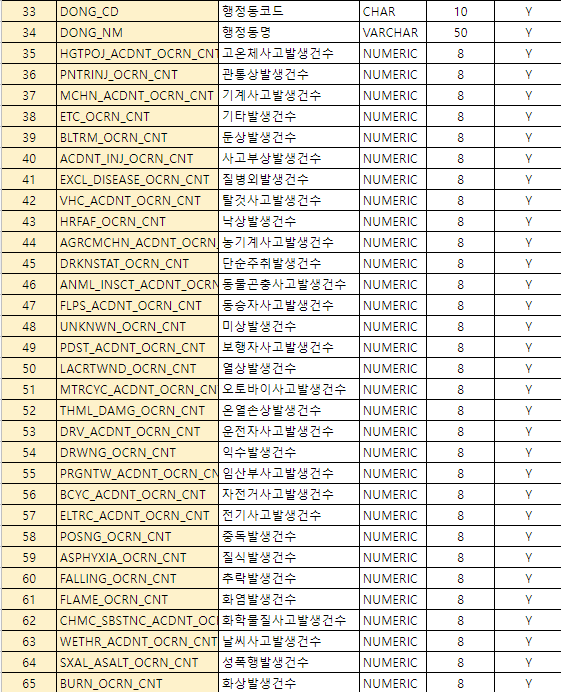 33 DONG_CD 행정동코드 CHAR 10 Y
34 DONG_NM 행정동명 VARCHAR 50 Y
35 HGTPOJ_ACDNT_OCRN_CNT 고온체사고발생건수 NUMERIC 8 Y
36 PNTRINJ_OCRN_CNT 관통상발생건수 NUMERIC 8 Y
37 MCHN_ACDNT_OCRN_CNT 기계사고발생건수 NUMERIC 8 Y
38 ETC_OCRN_CNT 기타발생건수 NUMERIC 8 Y
39 BLTRM_OCRN_CNT 둔상발생건수 NUMERIC 8 Y
40 ACDNT_INJ_OCRN_CNT 사고부상발생건수 NUMERIC 8 Y
41 EXCL_DISEASE_OCRN_CNT 질병외발생건수 NUMERIC 8 Y
42 VHC_ACDNT_OCRN_CNT 탈것사고발생건수 NUMERIC 8 Y
43 HRFAF_OCRN_CNT 낙상발생건수 NUMERIC 8 Y
44 AGRCMCHN_ACDNT_OCRN_ 농기계사고발생건수 NUMERIC 8 Y
45 DRKNSTAT_OCRN_CNT 단순주취발생건수 NUMERIC 8 Y
46 ANML_INSCT_ACDNT_OCRN 동물곤충사고발생건수 NUMERIC 8 Y
47 FLPS_ACDNT_OCRN_CNT 동승자사고발생건수 NUMERIC 8 Y
48 UNKNWN_OCRN_CNT 미상발생건수 NUMERIC 8 Y
49 PDST_ACDNT_OCRN_CNT 보행자사고발생건수 NUMERIC 8 Y
50 LACRTWND_OCRN_CNT 열상발생건수 NUMERIC 8 Y
51 MTRCYC_ACDNT_OCRN_CNT 오토바이사고발생건수 NUMERIC 8 Y
52 THML_DAMG_OCRN_CNT 온열손상발생건수 NUMERIC 8 Y
53 DRV_ACDNT_OCRN_CNT 운전자사고발생건수 NUMERIC 8 Y
54 DRWNG_OCRN_CNT 익수발생건수 NUMERIC 8 Y
55 PRGNTW_ACDNT_OCRN_CN 임산부사고발생건수 NUMERIC 8 Y
56 BCYC_ACDNT_OCRN_CNT 자전거사고발생건수 NUMERIC 8 Y
57 ELTRC_ACDNT_OCRN_CNT 전기사고발생건수 NUMERIC 8 Y
58 POSNG_OCRN_CNT 중독발생건수 NUMERIC 8 Y
59 ASPHYXIA_OCRN_CNT 질식발생건수 NUMERIC 8 Y
60 FALLING_OCRN_CNT 추락발생건수 NUMERIC 8 Y
61 FLAME_OCRN_CNT 화염발생건수 NUMERIC 8 Y
62 CHMC_SBSTNC_ACDNT_OC 화학물질사고발생건수 NUMERIC 8 Y
63 WETHR_ACDNT_OCRN_CNT 날씨사고발생건수 NUMERIC 8 Y
64 SXAL_ASALT_OCRN_CNT 성폭행발생건수 NUMERIC 8 Y
65 BURN_OCRN_CNT 화상발생건수 NUMERIC 8 Y